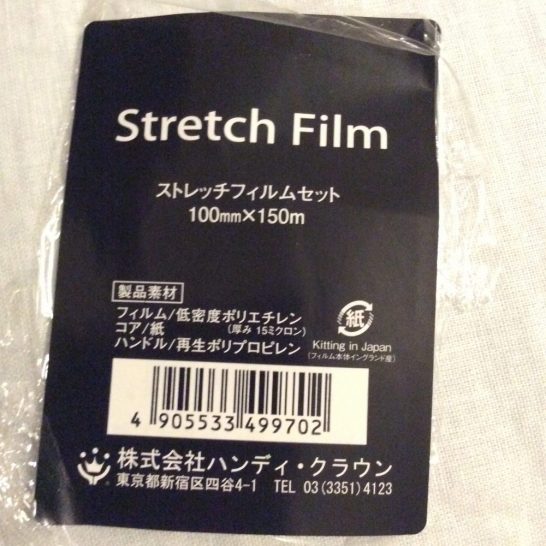 Stretch Film
ストレッチフィルムセット
100mm×150m
製品素材
フィルム/低密度ポリエチレン
(厚み 15ミクロン)
コア/紙
ハンドル/再生ポリプロピレン
紙
Kitting in Japan
(フィルム本体イングランド産)
4 905533 499702
株式会社ハンディ・クラウン
東京都新宿区四谷4-1 TEL 03(3351)4123